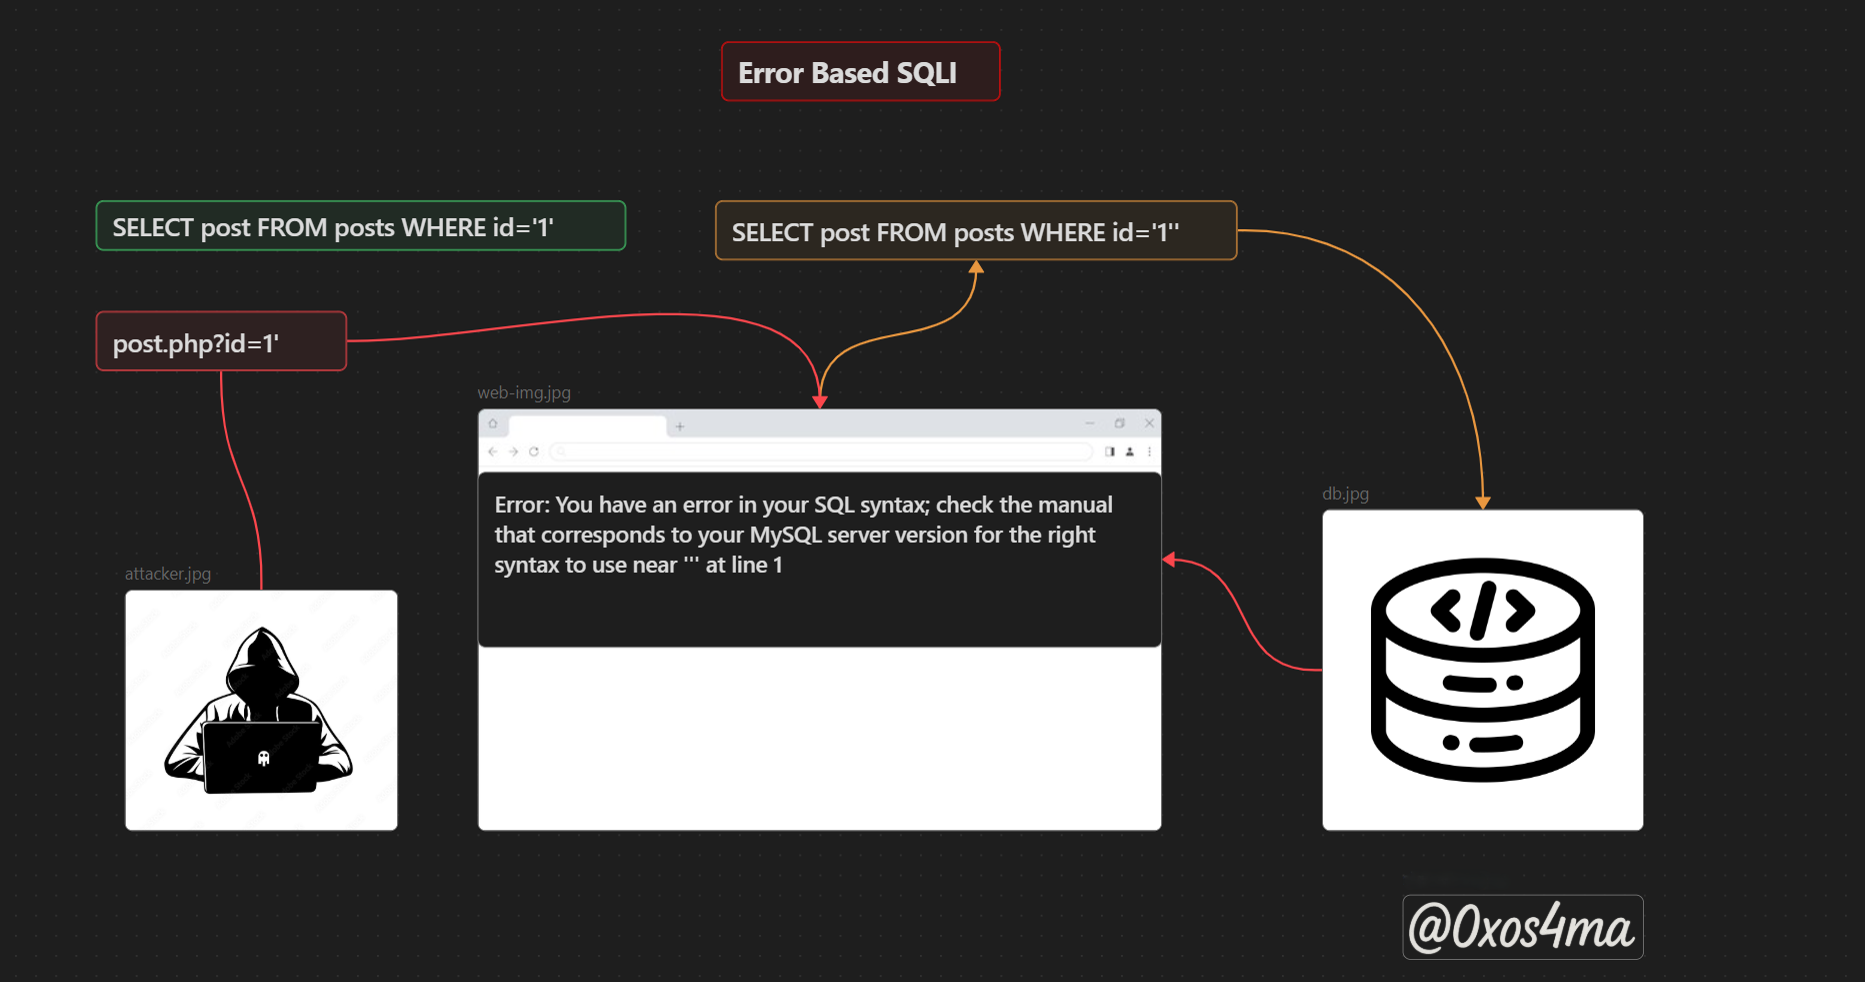 Error Based SQLI
SELECT post FROM posts WHERE id='1'
SELECT post FROM posts WHERE id='1''
post.php?id=1'
web-img.jpg
Error: You have an error in your SQL syntax; check the manual
that corresponds to your MySQL server version for the right
syntax to use near ''' at line 1
db.jpg
attacker.jpg
@0xos4ma